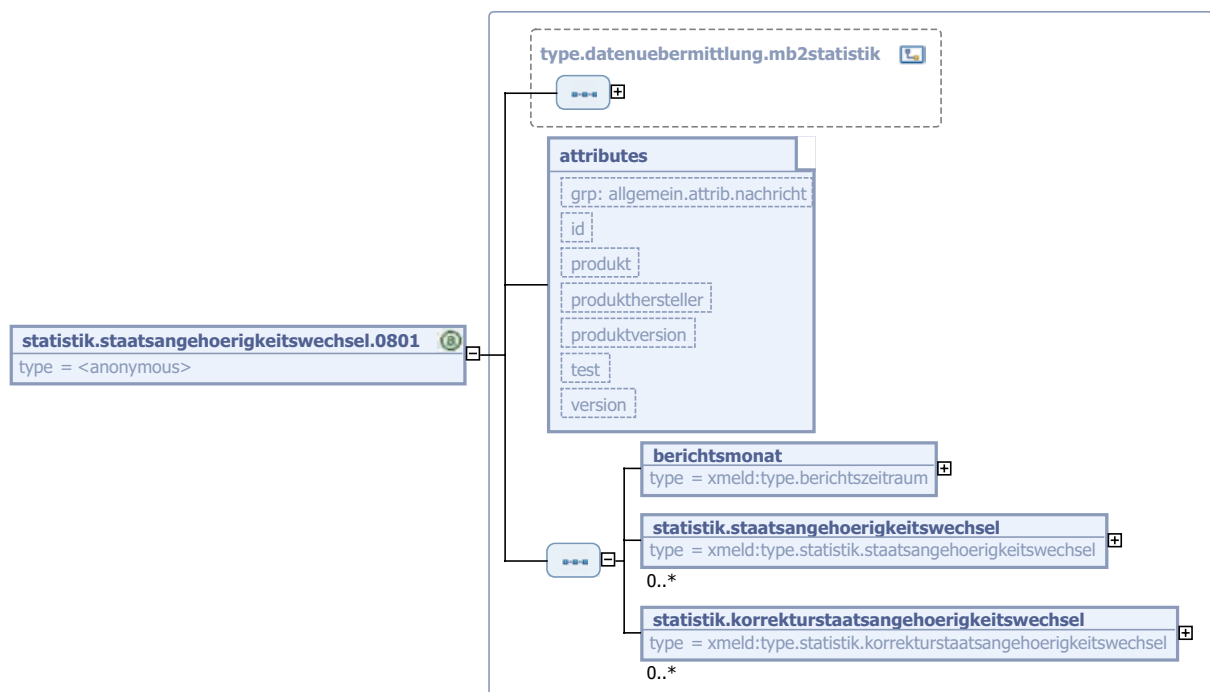 type.datenuebermittlung.mb2statistik
attributes
grp: allgemein.attrib.nachricht
id
produkt
produkthersteller
produktversion
test
version
statistik.staatsangehoerigkeitswechsel.0801
type = <anonymous>
berichtsmonat
type = xmeld:type.berichtszeitraum
statistik.staatsangehoerigkeitswechsel
type = xmeld:type.statistik.staatsangehoerigkeitswechsel
0..*
statistik.korrekturstaatsangehoerigkeitswechsel
type = xmeld:type.statistik.korrekturstaatsangehoerigkeitswechsel
0..*